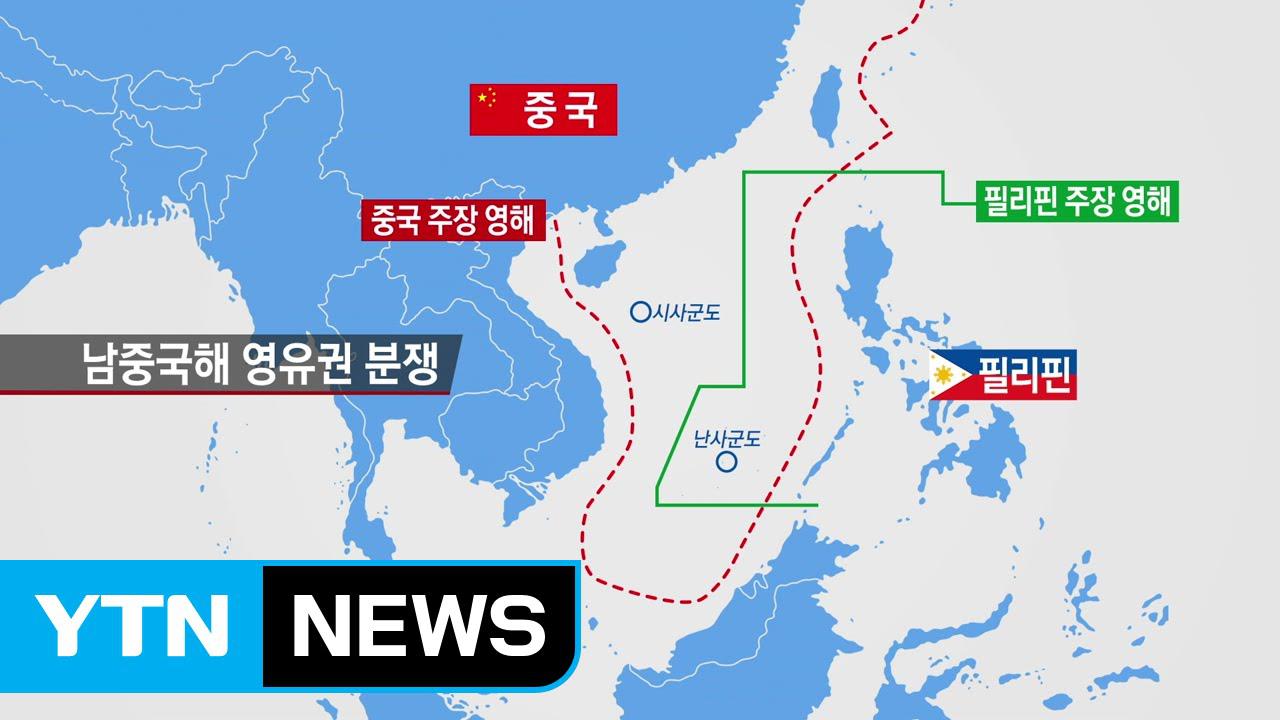 중국
필리핀 주장 영해
중국 주장 영해
시사군도
남중국해 영유권 분쟁
필리핀
난사군도
YTN NEWS